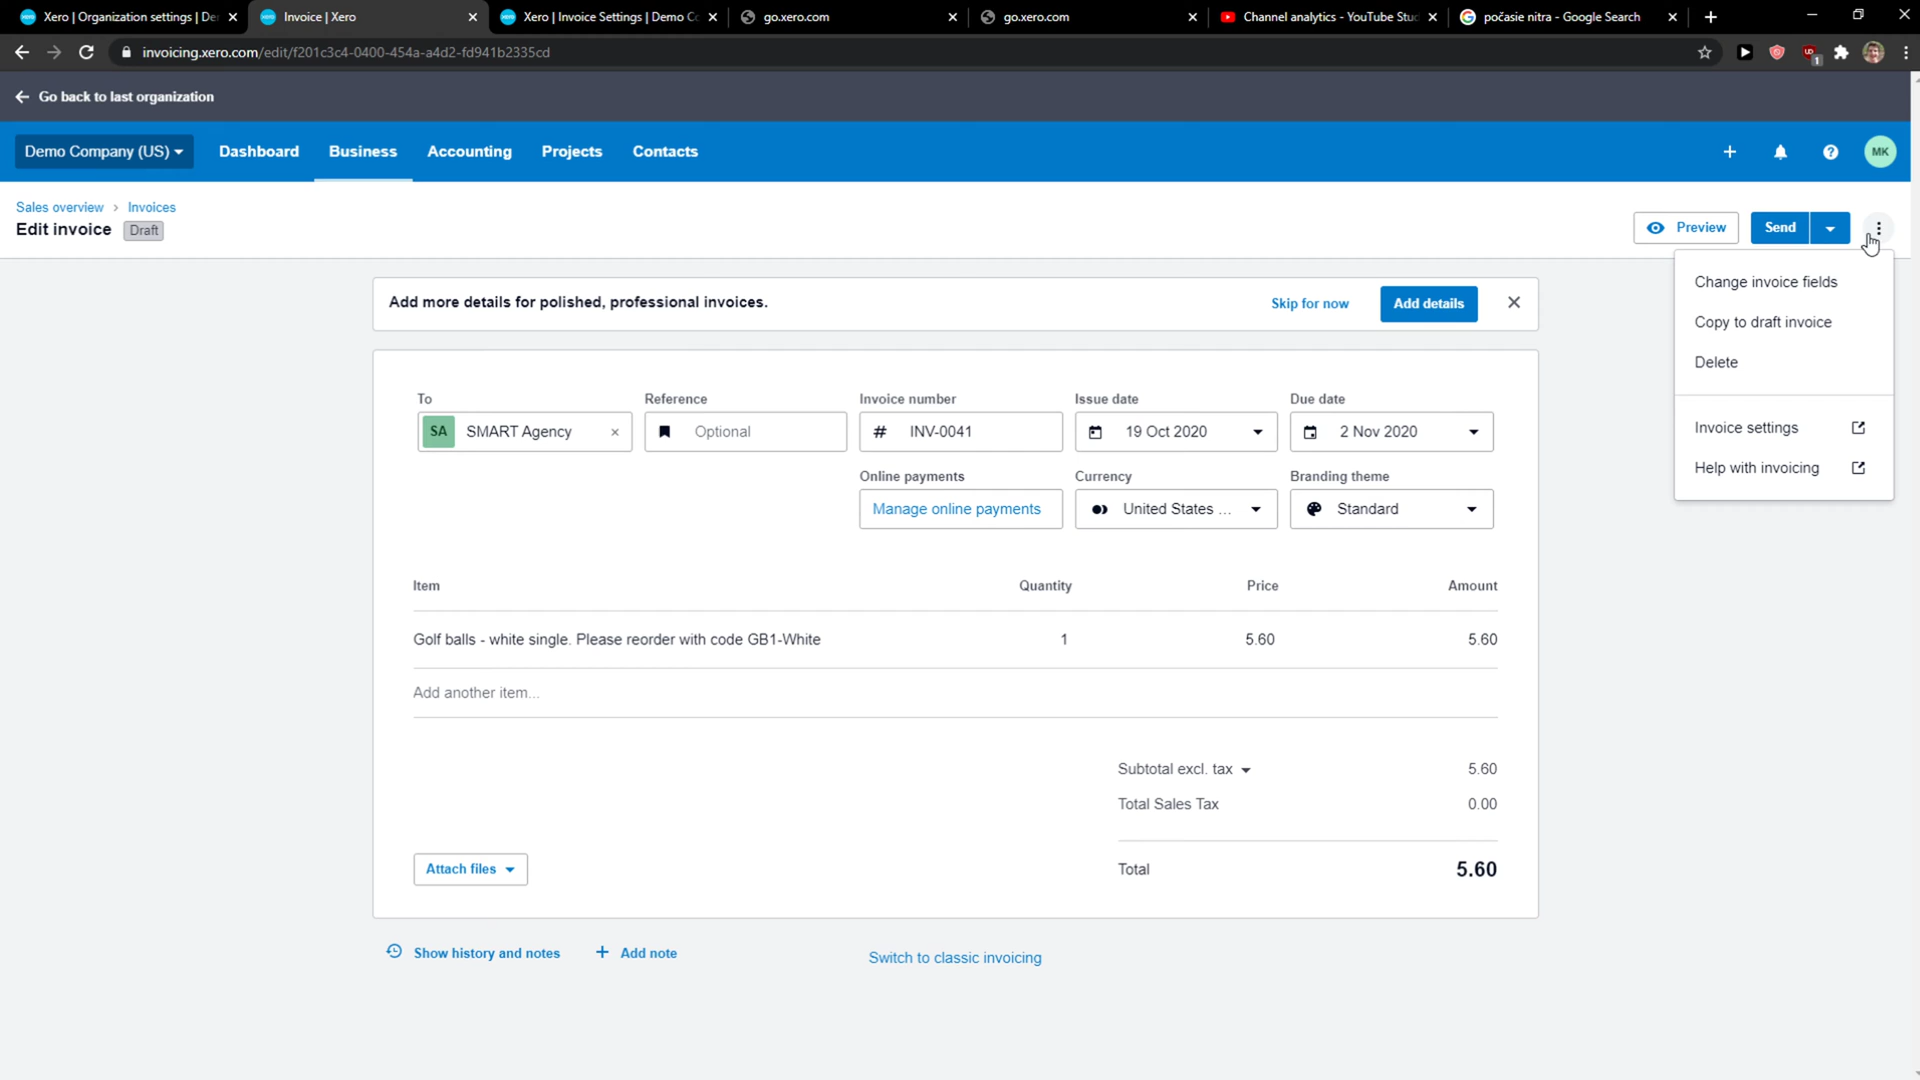 Xero | Organization settings | De
Invoice | Xero
Xero | Invoice Settings | Demo Co
go.xero.com
go.xero.com
Channel analytics - YouTube Stu
počasie nitra - Google Search
invoicing.xero.com/edit/f201c3c4-0400-454a-a4d2-fd941b2335cd
UD
1
Go back to last organization
Demo Company (US)
Dashboard
Business
Accounting
Projects
Contacts
MK
Sales overview
Invoices
Edit invoice
Draft
Preview
Send
Change invoice fields
Copy to draft invoice
Delete
Invoice settings
Help with invoicing
Add more details for polished, professional invoices.
Skip for now
Add details
To
Reference
Invoice number
Issue date
Due date
SA
SMART Agency
Optional
# INV-0041
19 Oct 2020
2 Nov 2020
Online payments
Currency
Branding theme
Manage online payments
United States ...
Standard
Item
Quantity
Price
Amount
Golf balls - white single. Please reorder with code GB1-White
1
5.60
5.60
Add another item...
Subtotal excl. tax
5.60
Total Sales Tax
0.00
Attach files
Total
5.60
Show history and notes
Add note
Switch to classic invoicing